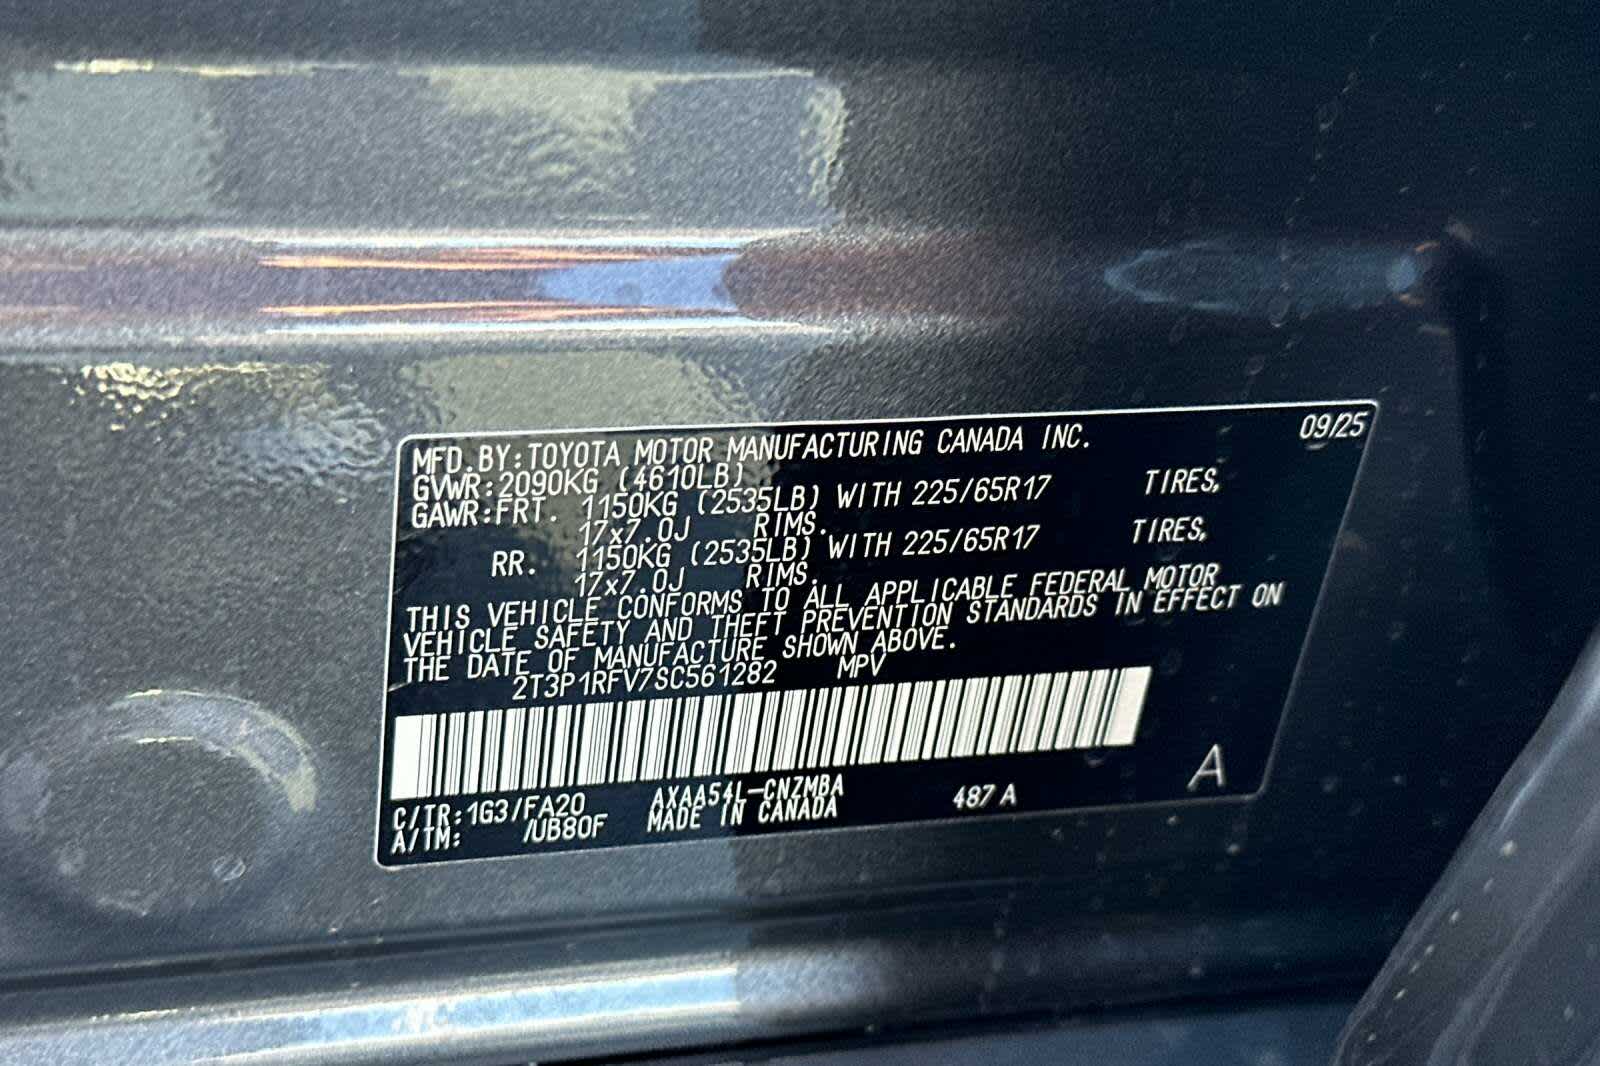 MFD.BY:TOYOTA MOTOR MANUFACTURING CANADA INC. 09/25
GVWR:2090KG (4610LB)
GAWR:FRT. 1150KG (2535LB) WITH 225/65R17 TIRES,
17x7.0J RIMS.
RR. 1150KG (2535LB) WITH 225/65R17 TIRES,
17x7.0J RIMS.
THIS VEHICLE CONFORMS TO ALL APPLICABLE FEDERAL MOTOR
VEHICLE SAFETY AND THEFT PREVENTION STANDARDS IN EFFECT ON
THE DATE OF MANUFACTURE SHOWN ABOVE.
2T3P1RFV7SC561282 MPV
C/TR:1G3/FA20 AXAA54L-CNZMBA 487 A A
A/TM: /UB80F MADE IN CANADA